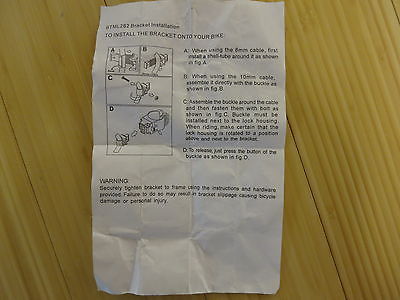 #TML282 Bracket Installation
TO INSTALL THE BRACKET ONTO YOUR BIKE:
A B
C
D
A: When using the 8mm cable, first
install a shell-tube around it as shown
in fig.A
B: When using the 10mm cable,
assemble it directly with the buckle as
shown in fig.B.
C: Assemble the buckle around the cable
and then fasten them with bolt as
shown in fig.C. Buckle must be
installed next to the lock housing.
When riding, make certain that the
lock housing is rotated to a position
above and next to the bracket.
D: To release, just press the button of the
buckle as shown in fig.D.
WARNING:
Securely tighten bracket to frame using the instructions and hardware
provided. Failure to do so may result in bracket slippage causing bicycle
damage or personal injury.